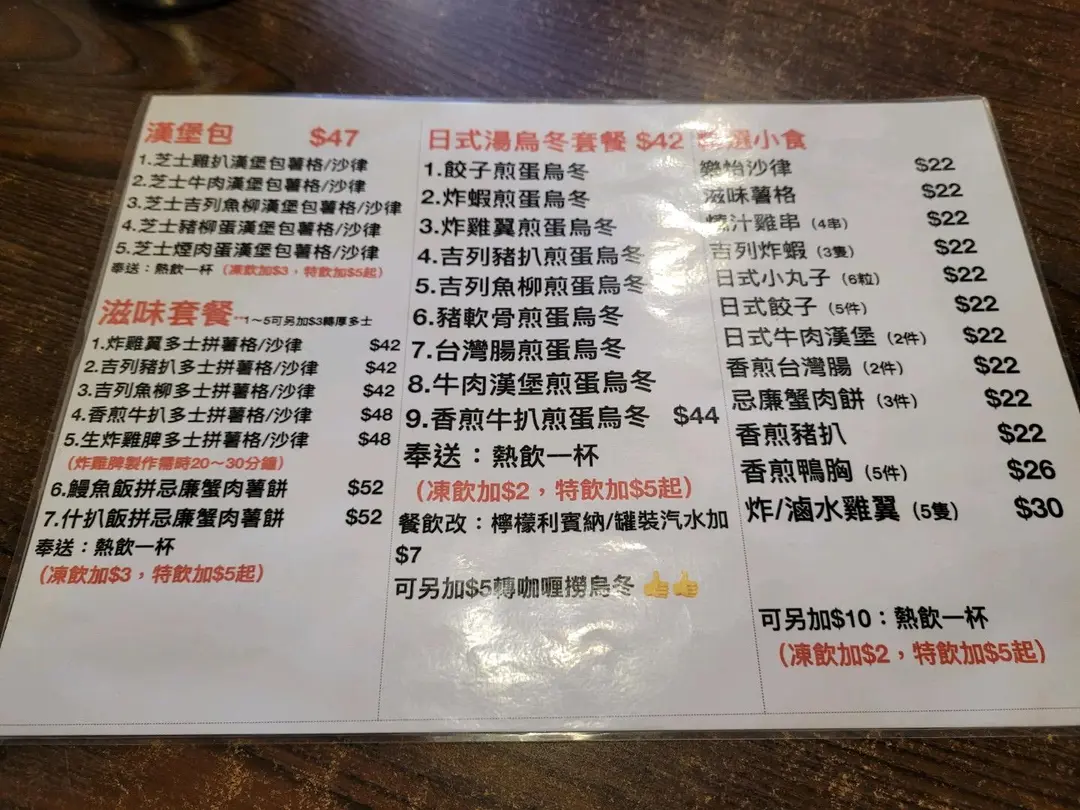 漢堡包 $47
1.芝士雞扒漢堡包薯格/沙律
2.芝士牛肉漢堡包薯格/沙律
3.芝士吉列魚柳漢堡包薯格/沙律
4.芝士豬柳蛋漢堡包薯格/沙律
5.芝士煙肉蛋漢堡包薯格/沙律
奉送：熱飲一杯（凍飲加$3，特飲加$5起）
滋味套餐**1～5可另加$3轉厚多士
1.炸雞翼多士拼薯格/沙律 $42
2.吉列豬扒多士拼薯格/沙律 $42
3.吉列魚柳多士拼薯格/沙律 $42
4.香煎牛扒多士拼薯格/沙律 $48
5.生炸雞脾多士拼薯格/沙律 $48
（炸雞脾製作需時20～30分鐘）
6.鰻魚飯拼忌廉蟹肉薯餅 $52
7.什扒飯拼忌廉蟹肉薯餅 $52
奉送：熱飲一杯
（凍飲加$3，特飲加$5起）
日式湯烏冬套餐 $42
1.餃子煎蛋烏冬
2.炸蝦煎蛋烏冬
3.炸雞翼煎蛋烏冬
4.吉列豬扒煎蛋烏冬
5.吉列魚柳煎蛋烏冬
6.豬軟骨煎蛋烏冬
7.台灣腸煎蛋烏冬
8.牛肉漢堡煎蛋烏冬
9.香煎牛扒煎蛋烏冬 $44
奉送：熱飲一杯
（凍飲加$2，特飲加$5起）
餐飲改：檸檬利賓納/罐裝汽水加
$7
可另加$5轉咖喱撈烏冬 👍👍
選小食
樂怡沙律 $22
滋味薯格 $22
燒汁雞串（4串） $22
吉列炸蝦（3隻） $22
日式小丸子（6粒） $22
日式餃子（5件） $22
日式牛肉漢堡（2件） $22
香煎台灣腸（2件） $22
忌廉蟹肉餅（3件） $22
香煎豬扒 $22
香煎鴨胸（5件） $26
炸/滷水雞翼（5隻） $30
可另加$10：熱飲一杯
（凍飲加$2，特飲加$5起）